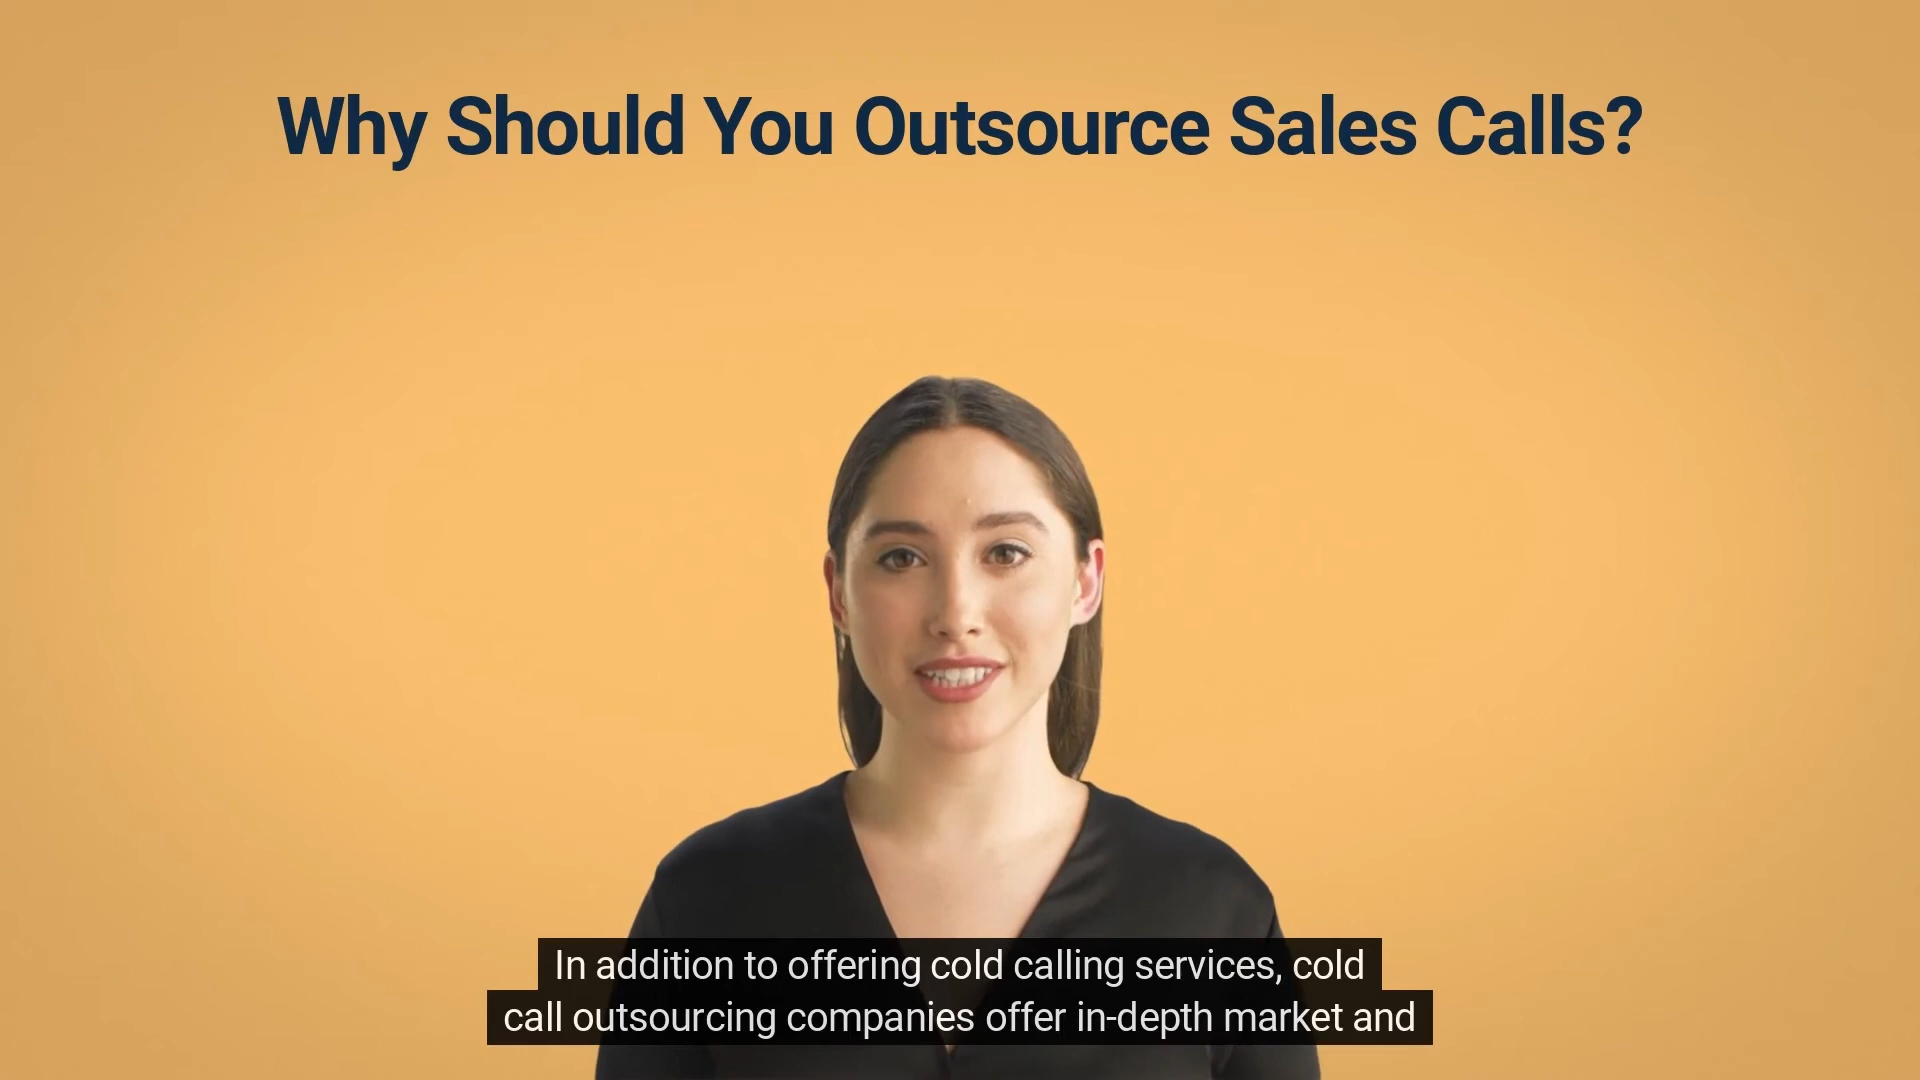 Why Should You Outsource Sales Calls?
In addition to offering cold calling services, cold
call outsourcing companies offer in-depth market and